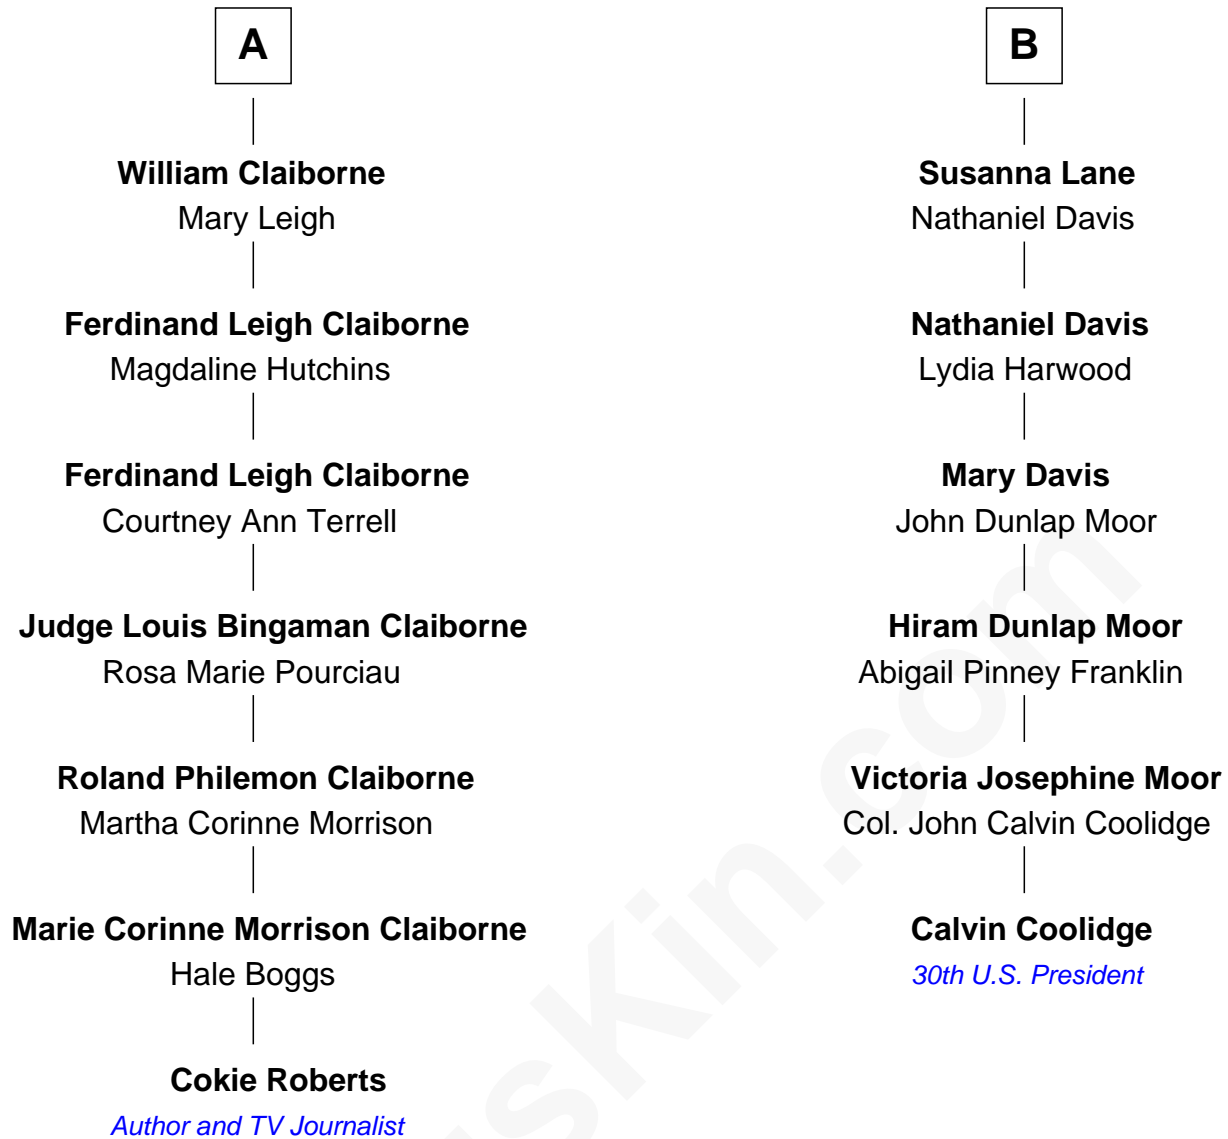 A
William Claiborne
Mary Leigh
Ferdinand Leigh Claiborne
Magdaline Hutchins
Ferdinand Leigh Claiborne
Courtney Ann Terrell
Judge Louis Bingaman Claiborne
Rosa Marie Pourciau
Roland Philemon Claiborne
Martha Corinne Morrison
Marie Corinne Morrison Claiborne
Hale Boggs
Cokie Roberts
Author and TV Journalist
B
Susanna Lane
Nathaniel Davis
Nathaniel Davis
Lydia Harwood
Mary Davis
John Dunlap Moor
Hiram Dunlap Moor
Abigail Pinney Franklin
Victoria Josephine Moor
Col. John Calvin Coolidge
Calvin Coolidge
30th U.S. President
sKin.com